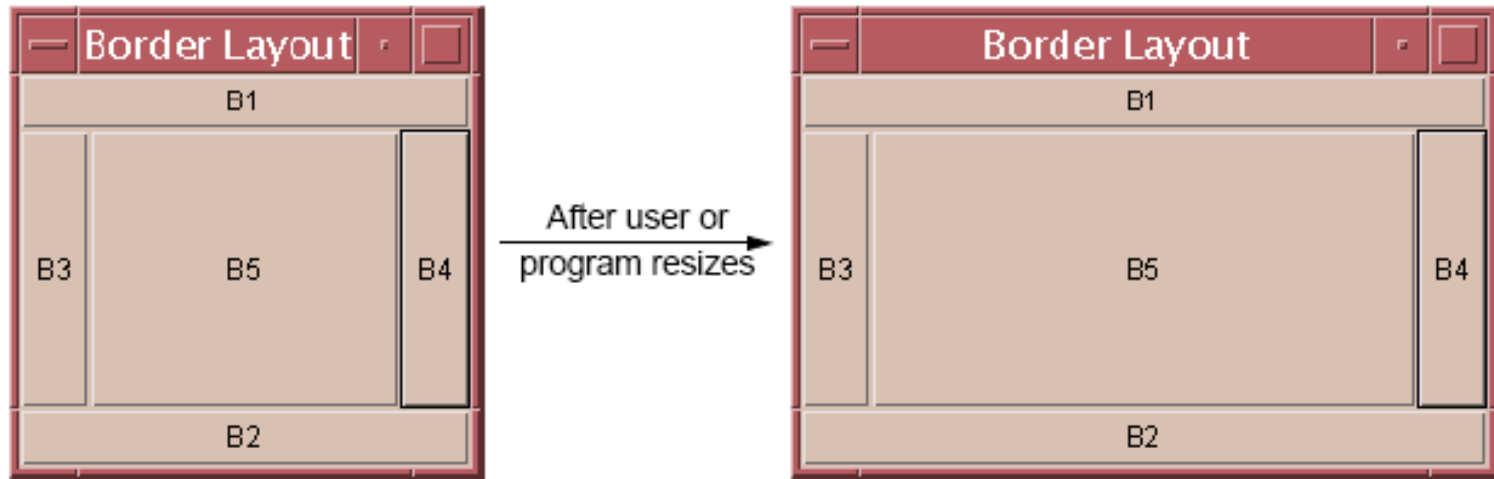 Border Layout
B1
B3
B5
B4
B2
After user or
program resizes
Border Layout
B1
B3
B5
B4
B2